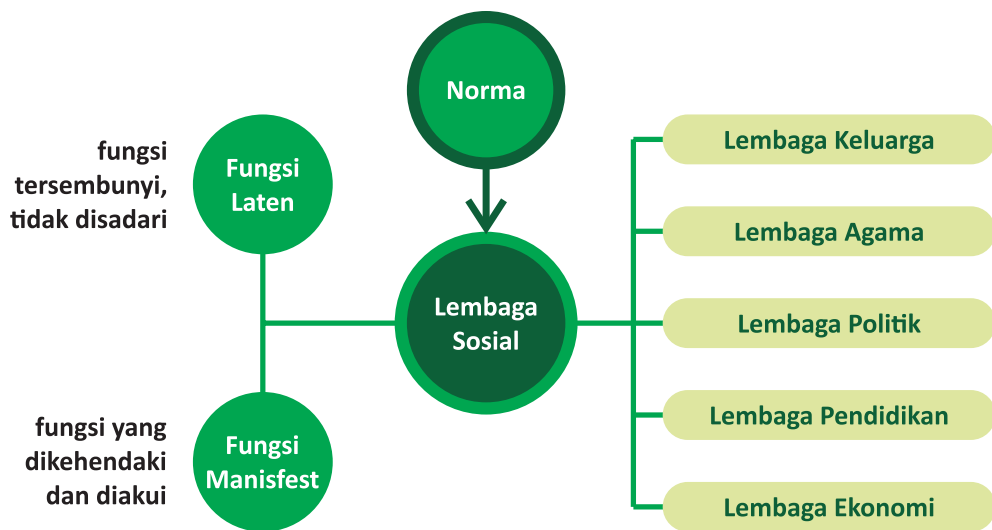 Norma
fungsi
tersembunyi,
tidak disadari
Fungsi
Laten
Lembaga
Sosial
fungsi yang
dikehendaki
dan diakui
Fungsi
Manisfest
Lembaga Keluarga
Lembaga Agama
Lembaga Politik
Lembaga Pendidikan
Lembaga Ekonomi